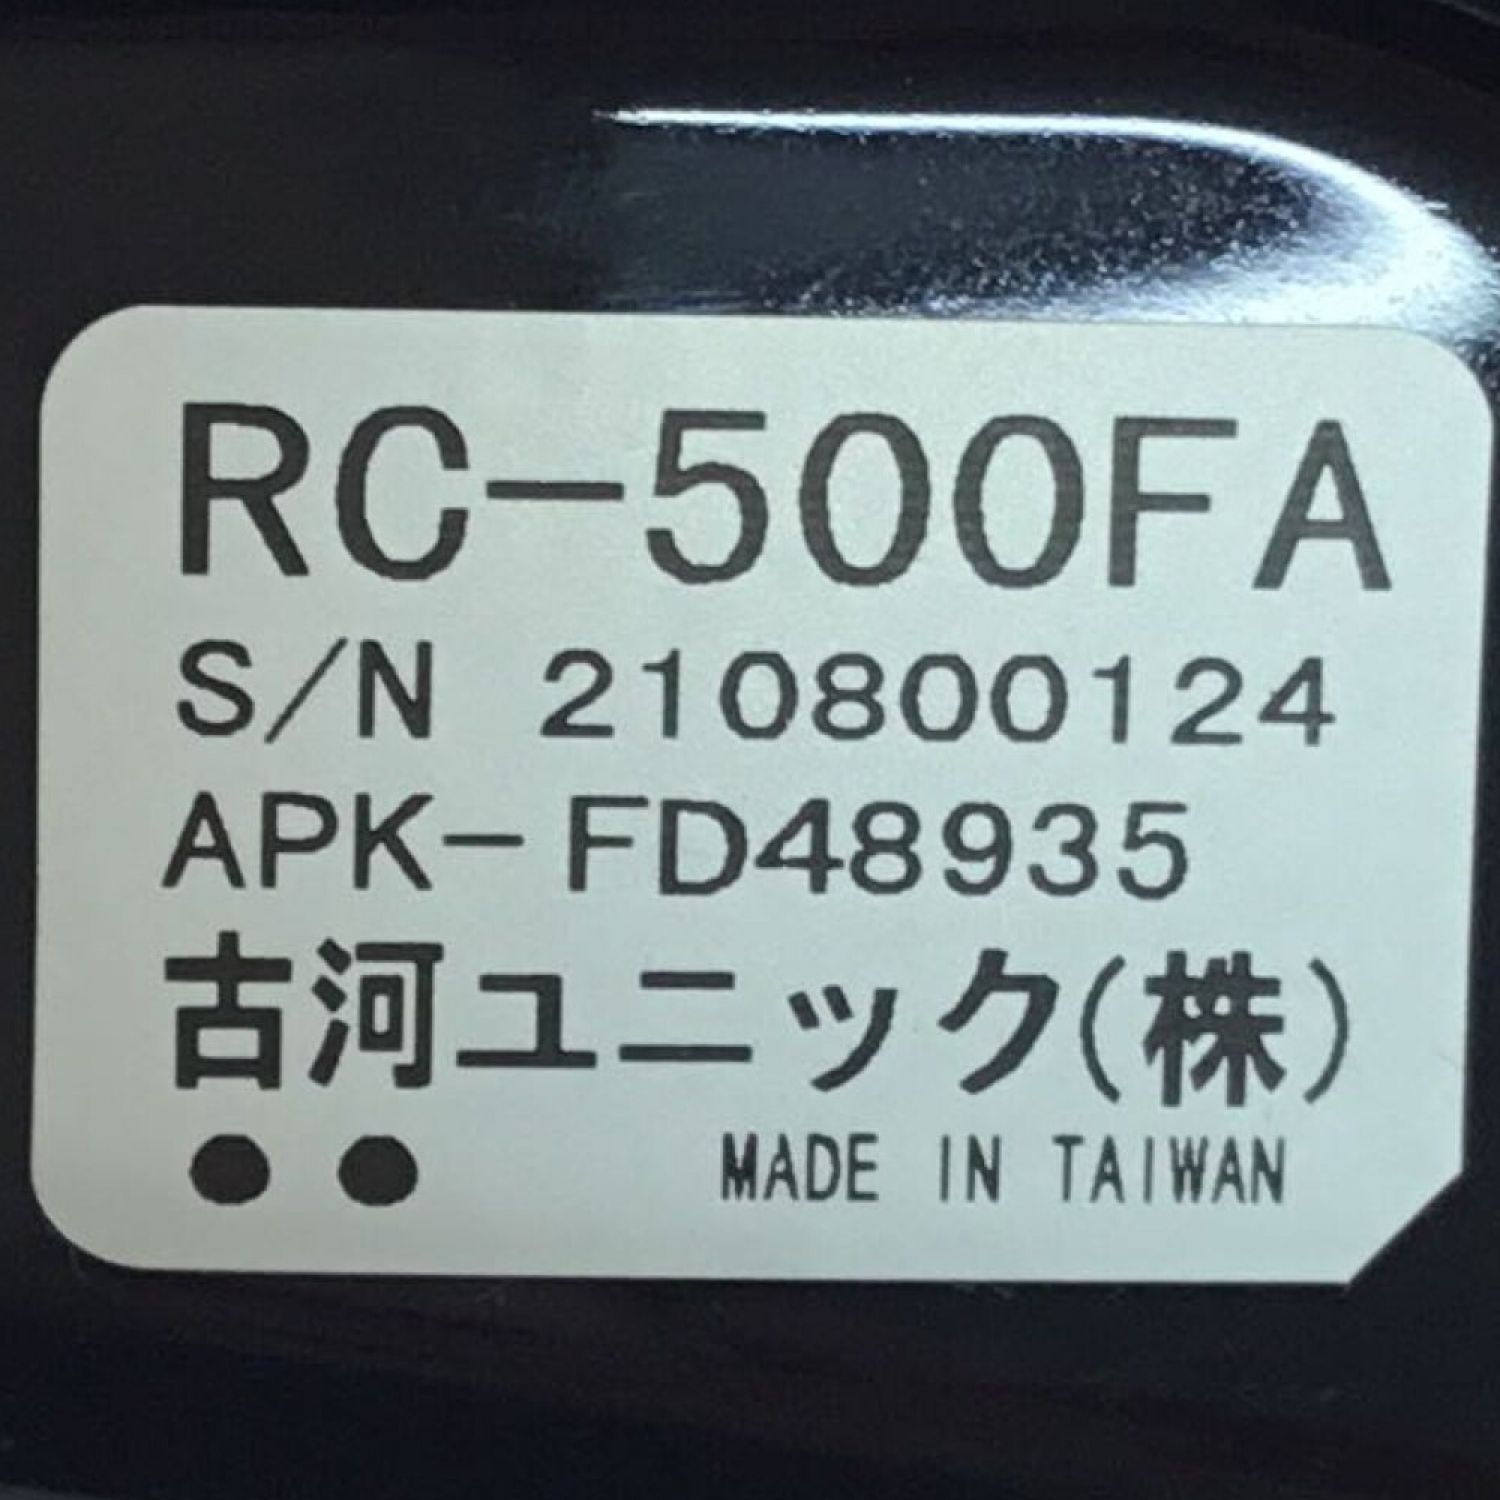 RC-500FA
S/N 210800124
APK-FD48935
古河ユニック(株)
●● MADE IN TAIWAN